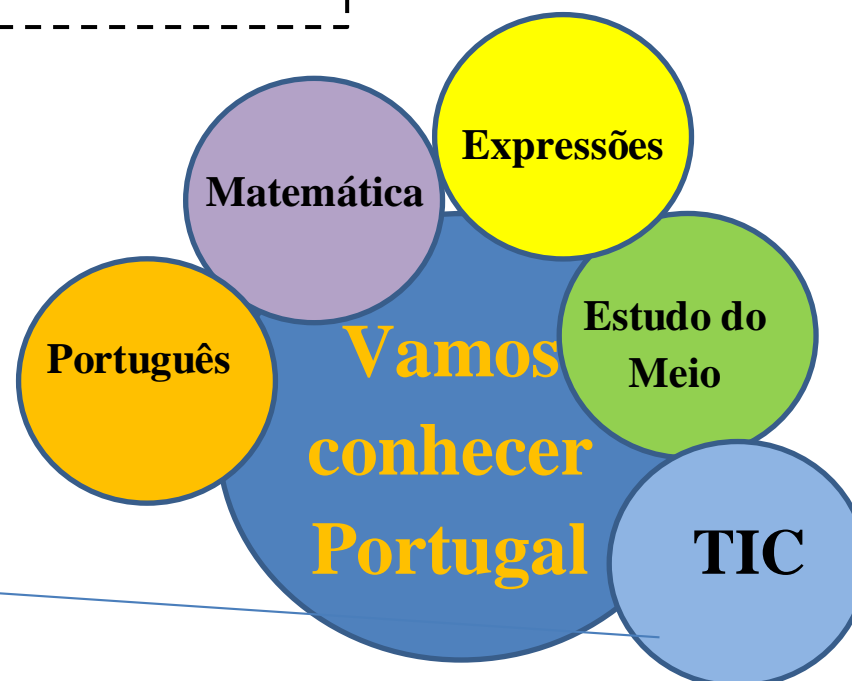 Expressões
Matemática
Estudo do
Meio
Português
Vamos
conhecer
Portugal
TIC